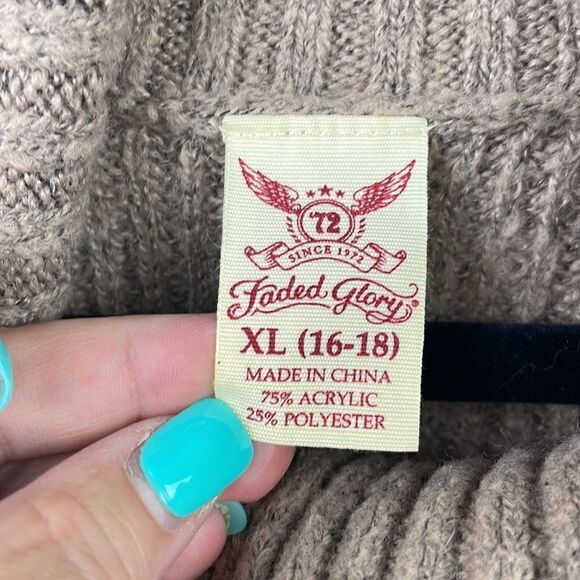 '72
SINCE 1972
Faded Glory
XL (16-18)
MADE IN CHINA
75% ACRYLIC
25% POLYESTER